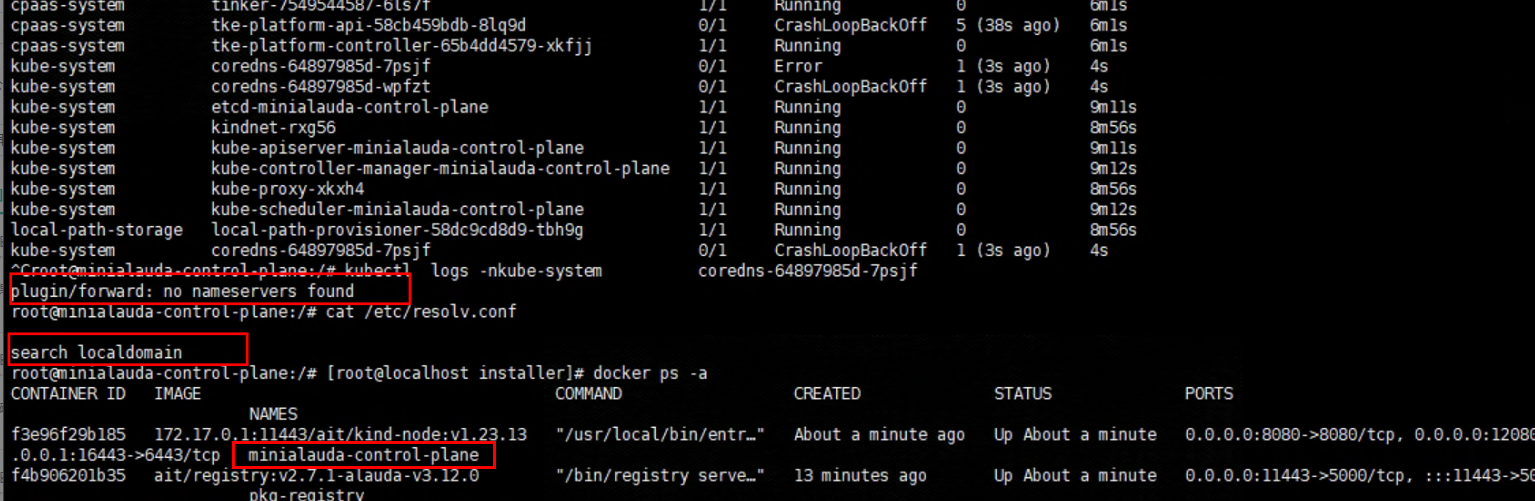 cpaas-system tinker-7549544587-6ls7f 1/1 Running 0 6m1s
cpaas-system tke-platform-api-58cb459bdb-8lq9d 0/1 CrashLoopBackOff 5 (38s ago) 6m1s
cpaas-system tke-platform-controller-65b4dd4579-xkfjj 1/1 Running 0 6m1s
kube-system coredns-64897985d-7psjf 0/1 Error 1 (3s ago) 4s
kube-system coredns-64897985d-wpfzt 0/1 CrashLoopBackOff 1 (3s ago) 4s
kube-system etcd-minialauda-control-plane 1/1 Running 0 9m11s
kube-system kindnet-rxg56 1/1 Running 0 8m56s
kube-system kube-apiserver-minialauda-control-plane 1/1 Running 0 9m11s
kube-system kube-controller-manager-minialauda-control-plane 1/1 Running 0 9m12s
kube-system kube-proxy-xkxh4 1/1 Running 0 8m56s
kube-system kube-scheduler-minialauda-control-plane 1/1 Running 0 9m12s
local-path-storage local-path-provisioner-58dc9cd8d9-tbh9g 1/1 Running 0 8m56s
kube-system coredns-64897985d-7psjf 0/1 CrashLoopBackOff 1 (3s ago) 4s
^Croot@minialauda-control-plane:/# kubectl logs -nkube-system coredns-64897985d-7psjf
plugin/forward: no nameservers found
root@minialauda-control-plane:/# cat /etc/resolv.conf
search localdomain
root@minialauda-control-plane:/# [root@localhost installer]# docker ps -a
CONTAINER ID IMAGE COMMAND CREATED STATUS PORTS
NAMES
f3e96f29b185 172.17.0.1:11443/ait/kind-node:v1.23.13 "/usr/local/bin/entr…" About a minute ago Up About a minute 0.0.0.0:8080->8080/tcp, 0.0.0.0:12080
.0.0.1:16443->6443/tcp minialauda-control-plane
f4b906201b35 ait/registry:v2.7.1-alauda-v3.12.0 "/bin/registry serve…" 13 minutes ago Up 13 minutes 0.0.0.0:11443->5000/tcp, :::11443->50
pkg-registry